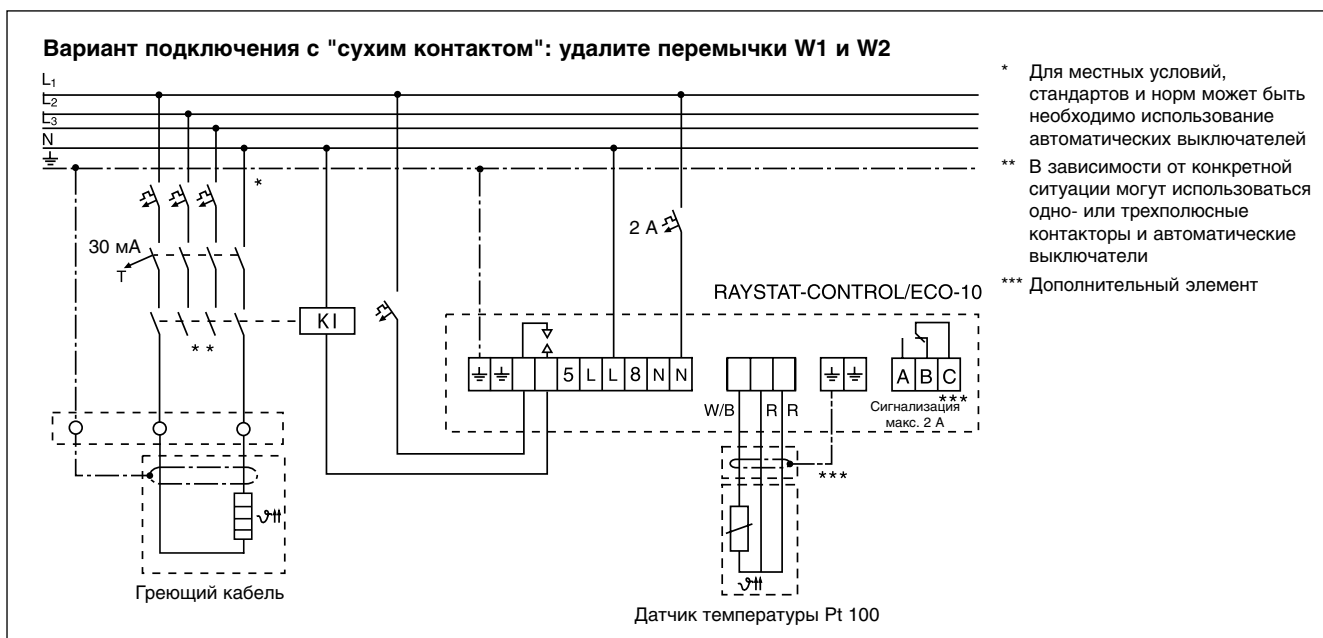 Вариант подключения с "сухим контактом": удалите перемычки W1 и W2
L1
L2
L3
N
*
30 мА
T
* *
KI
2 А
RAYSTAT-CONTROL/ECO-10
5 L L 8 N N
W/B R R
A B C
***
Сигнализация
макс. 2 А
***
Греющий кабель
Датчик температуры Pt 100
* Для местных условий,
стандартов и норм может быть
необходимо использование
автоматических выключателей
** В зависимости от конкретной
ситуации могут использоваться
одно- или трехполюсные
контакторы и автоматические
выключатели
*** Дополнительный элемент